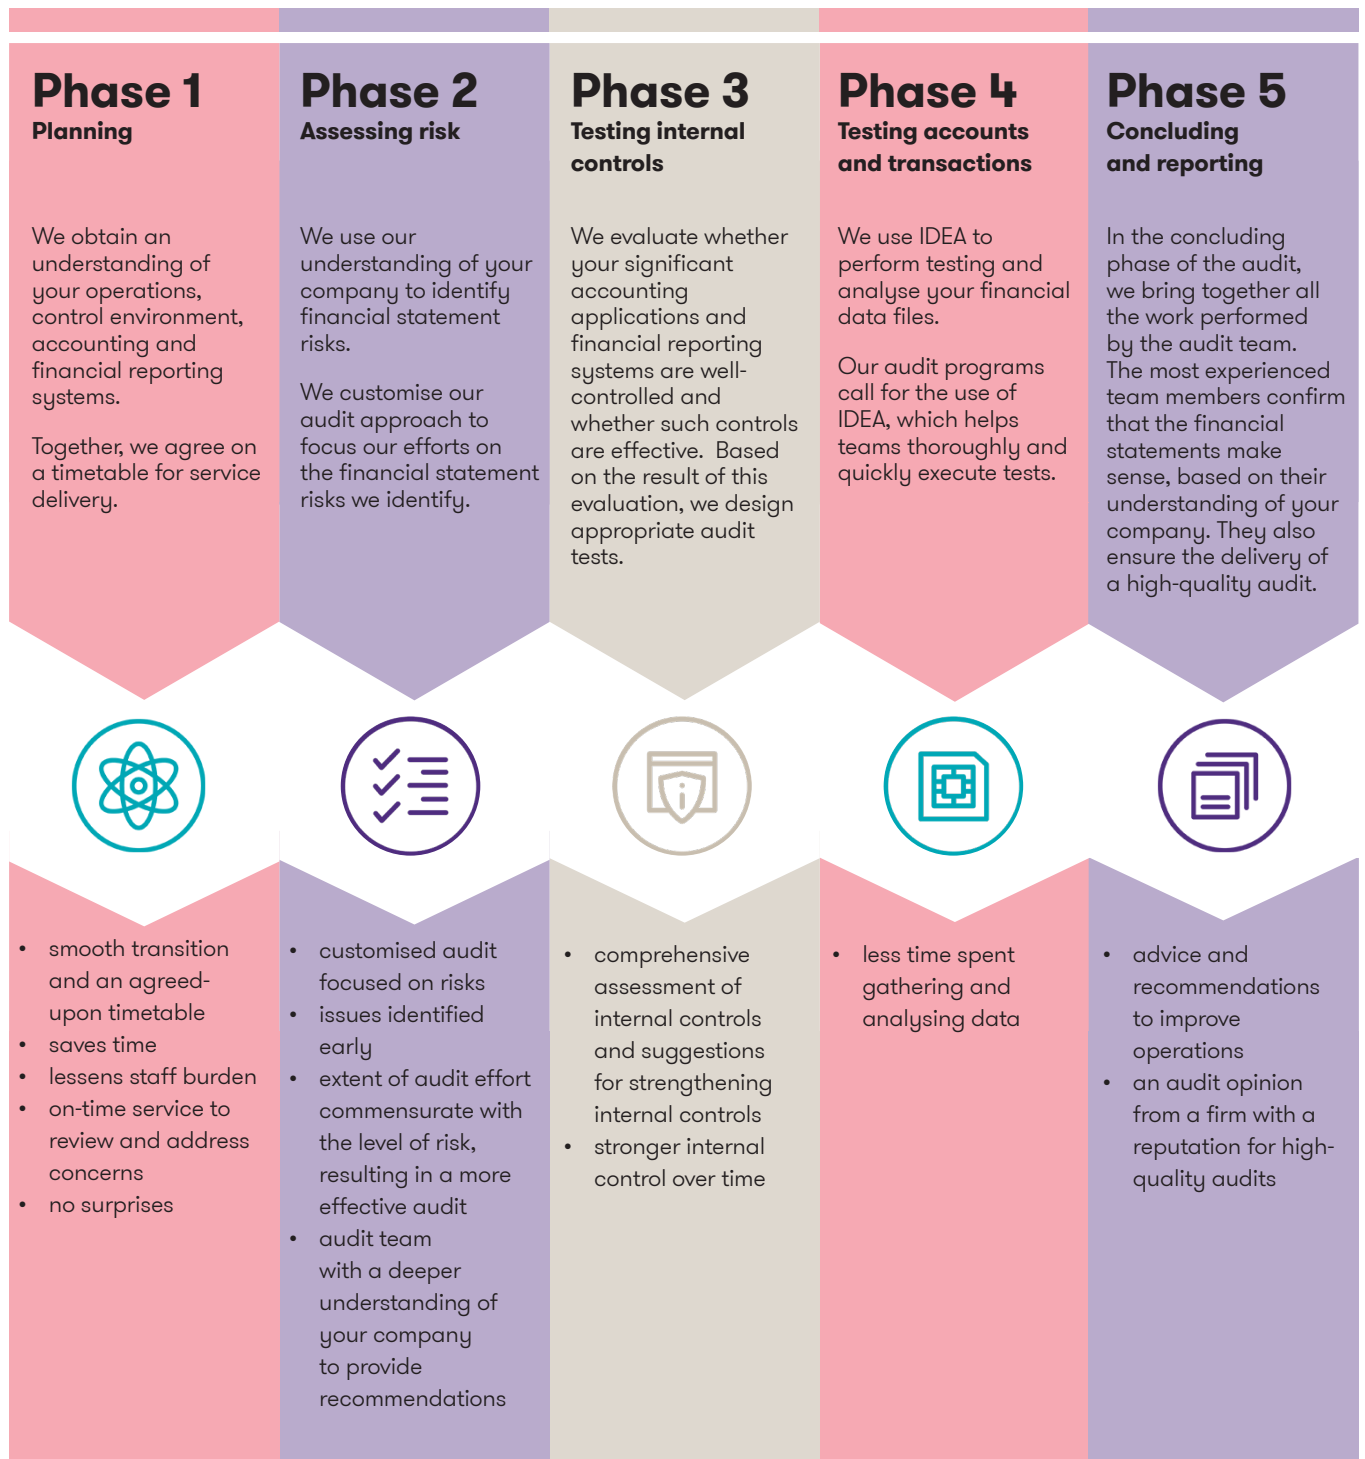 Phase 1
Planning
We obtain an
understanding of
your operations,
control environment,
accounting and
financial reporting
systems.
Together, we agree on
a timetable for service
delivery.
smooth transition
and an agreed-
upon timetable
saves time
lessens staff burden
on-time service to
review and address
concerns
no surprises
Phase 2
Assessing risk
We use our
understanding of your
company to identify
financial statement
risks.
We customise our
audit approach to
focus our efforts on
the financial statement
risks we identify.
• customised audit
focused on risks
• issues identified
early
• extent of audit effort
commensurate with
the level of risk,
resulting in a more
effective audit
• audit team
with a deeper
understanding of
your company
to provide
recommendations
Phase 3
Testing internal
controls
We evaluate whether
your significant
accounting
applications and
financial reporting
systems are well-
controlled and
whether such controls
are effective.  Based
on the result of this
evaluation, we design
appropriate audit
tests.
• comprehensive
assessment of
internal controls
and suggestions
for strengthening
internal controls
• stronger internal
control over time
Phase 4
Testing accounts
and transactions
We use IDEA to
perform testing and
analyse your financial
data files.
Our audit programs
call for the use of
IDEA, which helps
teams thoroughly and
quickly execute tests.
• less time spent
gathering and
analysing data
Phase 5
Concluding
and reporting
In the concluding
phase of the audit,
we bring together all
the work performed
by the audit team.
The most experienced
team members confirm
that the financial
statements make
sense, based on their
understanding of your
company. They also
ensure the delivery of
a high-quality audit.
• advice and
recommendations
to improve
operations
• an audit opinion
from a firm with a
reputation for high-
quality audits